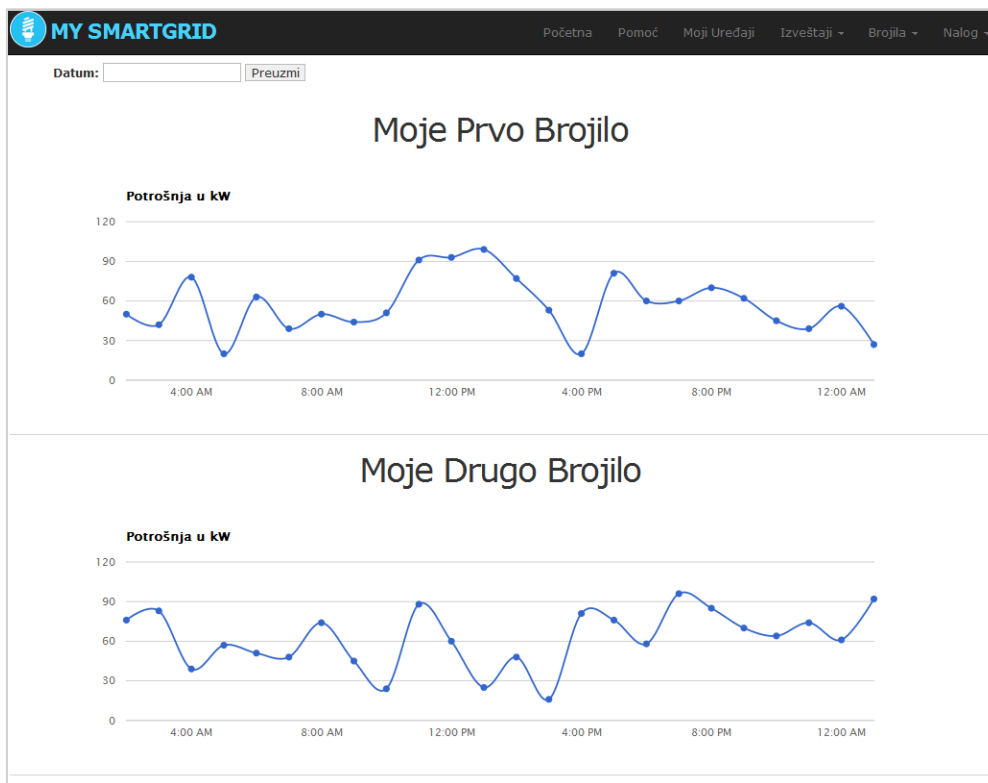 MY SMARTGRID
Početna Pomoć Moji Uređaji Izveštaji Brojila Nalog
Datum: Preuzmi
Moje Prvo Brojilo
Potrošnja u kW
120
90
60
30
0
4:00 AM 8:00 AM 12:00 PM 4:00 PM 8:00 PM 12:00 AM
Moje Drugo Brojilo
Potrošnja u kW
120
90
60
30
0
4:00 AM 8:00 AM 12:00 PM 4:00 PM 8:00 PM 12:00 AM